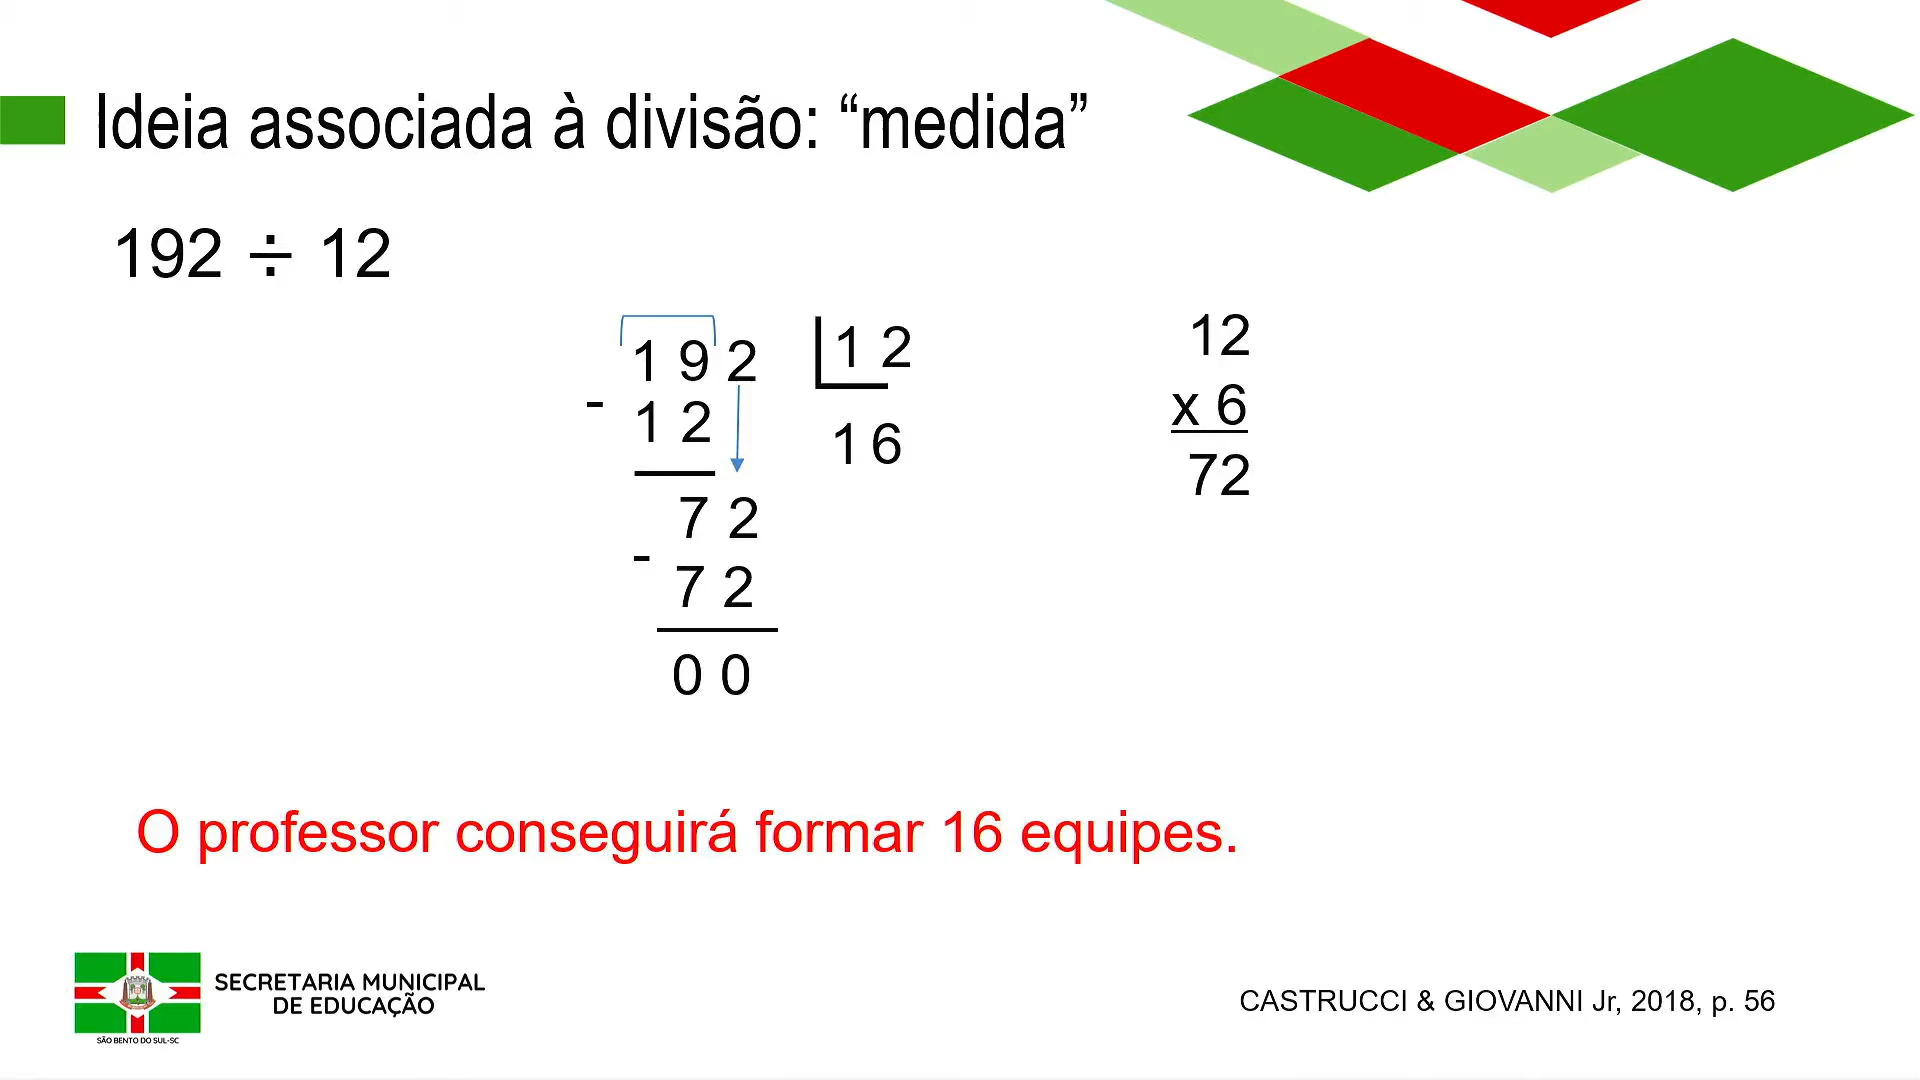 Ideia associada à divisão: “medida”
192 ÷ 12
1 9 2 1 2
- 1 2
1 6
7 2
- 7 2
0 0
12
x 6
72
O professor conseguirá formar 16 equipes.
SECRETARIA MUNICIPAL
DE EDUCAÇÃO
SÃO BENTO DO SUL-SC
CASTRUCCI & GIOVANNI Jr, 2018, p. 56